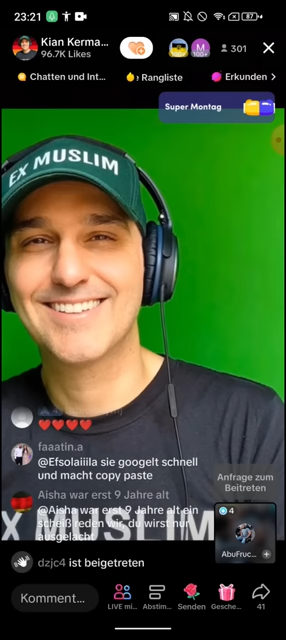 23:21
87
Kian Kerma...
96.7K Likes
M
100+
301
Chatten und Int...
Rangliste
Erkunden
Super Montag
EX MUSLIM
faaatin.a
@Efsolaiiila sie googelt schnell
und macht copy paste
Aisha war erst 9 Jahre alt
@Aisha war erst 9 Jahre alt ein
scheiß reden wir, du wirst nur
ausgelacht
X MUSLIM
Anfrage zum
Beitreten
4
AbuFruc...
dzjc4 ist beigetreten
Komment...
LIVE mi...
Abstim...
Senden
Gesche...
41